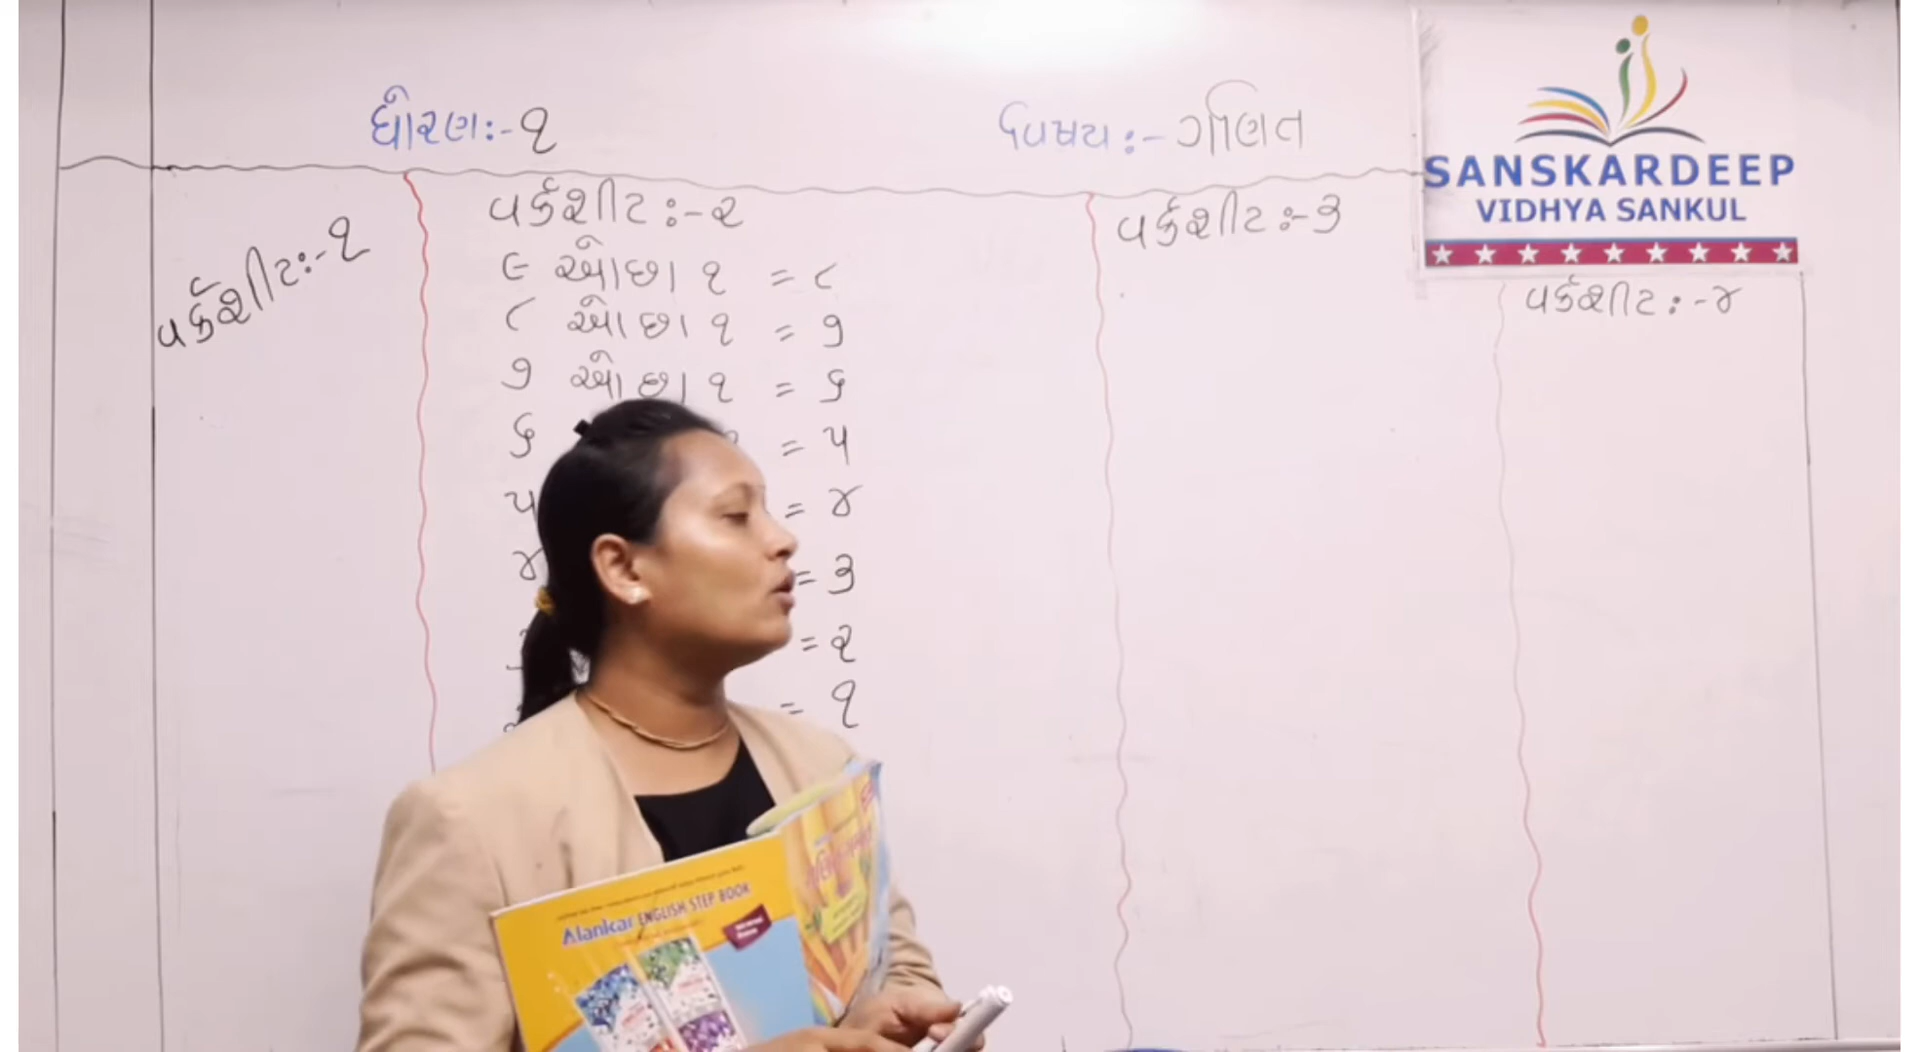 ધોરણ:- ૧
વિષય:- ગણિત
SANSKARDEEP
VIDHYA SANKUL
વર્કશીટ:-૧
વર્કશીટ:-૨
૯ ઓછા ૧ = ૮
૮ ઓછા ૧ = ૭
૭ ઓછા ૧ = ૬
૬ = ૫
૫ = ૪
૪ = ૩
= ૨
= ૧
વર્કશીટ:-૩
વર્કશીટ:-૪
Alankar ENGLISH STEP BOOK